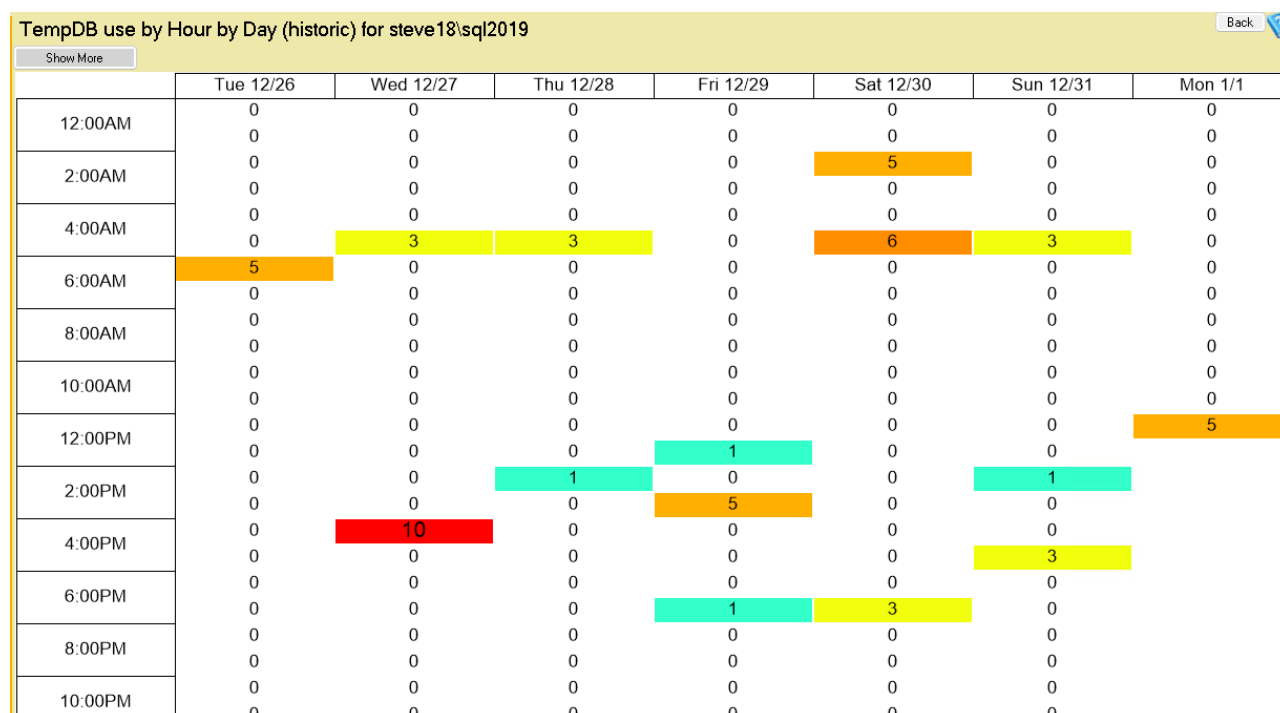 TempDB use by Hour by Day (historic) for steve18\sql2019 Back
Show More
Tue 12/26 Wed 12/27 Thu 12/28 Fri 12/29 Sat 12/30 Sun 12/31 Mon 1/1
12:00AM
0 0 0 0 0 0 0
0 0 0 0 0 0 0
2:00AM
0 0 0 0 5 0 0
0 0 0 0 0 0 0
4:00AM
0 0 0 0 0 0 0
0 3 3 0 6 3 0
6:00AM
5 0 0 0 0 0 0
0 0 0 0 0 0 0
8:00AM
0 0 0 0 0 0 0
0 0 0 0 0 0 0
10:00AM
0 0 0 0 0 0 0
0 0 0 0 0 0 0
12:00PM
0 0 0 0 0 0 5
0 0 0 1 0 0
2:00PM
0 0 1 0 0 1
0 0 0 5 0 0
4:00PM
0 10 0 0 0 0
0 0 0 0 0 3
6:00PM
0 0 0 0 0 0
0 0 0 1 3 0
8:00PM
0 0 0 0 0 0
0 0 0 0 0 0
10:00PM
0 0 0 0 0 0
0 0 0 0 0 0